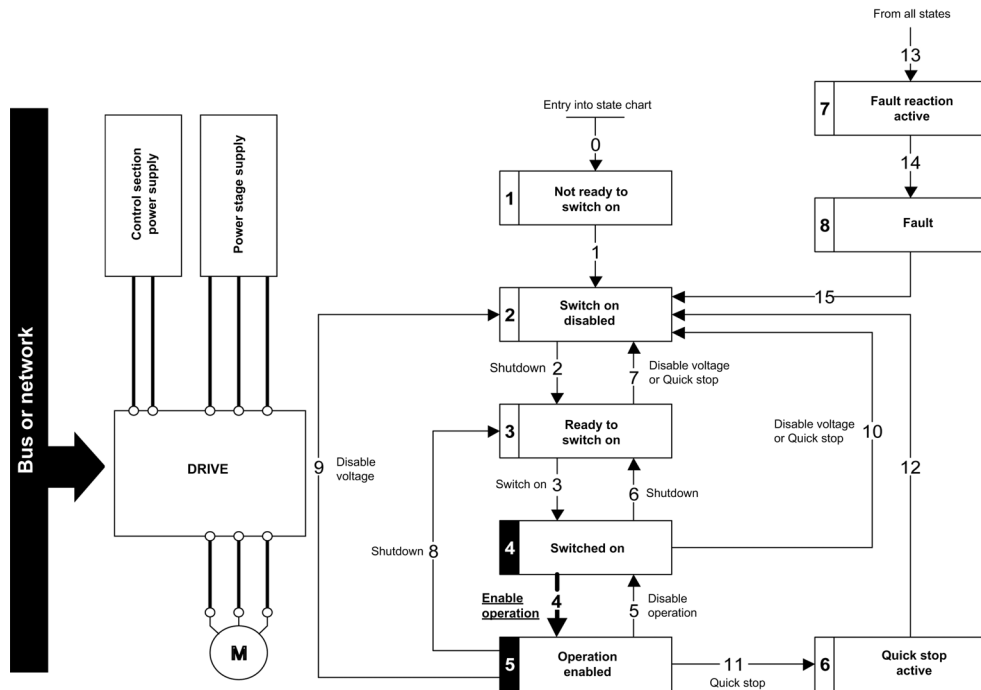 From all states
13
7
Fault reaction
active
14
8
Fault
15
Entry into state chart
0
1
Not ready to
switch on
1
2
Switch on
disabled
Shutdown
2
7
Disable voltage
or Quick stop
3
Ready to
switch on
Switch on
3
6
Shutdown
4
Switched on
Enable
operation
4
5
Disable
operation
5
Operation
enabled
11
Quick stop
6
Quick stop
active
Disable voltage
or Quick stop
10
12
9
Disable
voltage
Shutdown
8
Bus or network
Control section
power supply
Power stage supply
DRIVE
M